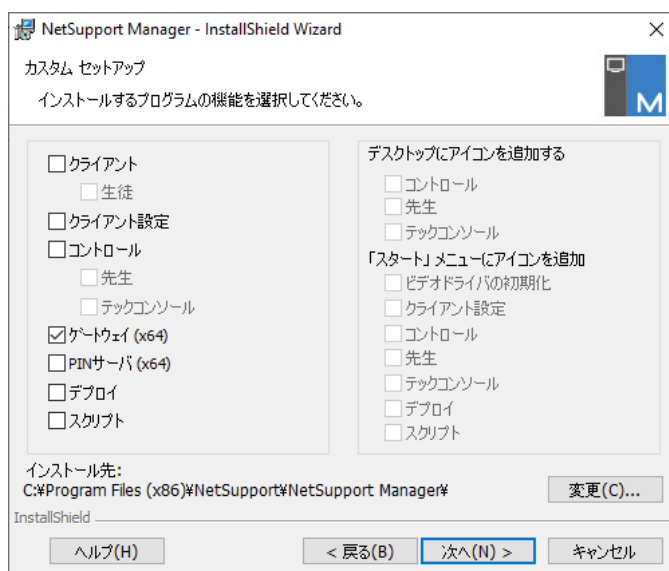 NetSupport Manager - InstallShield Wizard
カスタム セットアップ
インストールするプログラムの機能を選択してください。
M
クライアント
生徒
クライアント設定
コントロール
先生
テックコンソール
ゲートウェイ (x64)
PINサーバ (x64)
デプロイ
スクリプト
デスクトップにアイコンを追加する
コントロール
先生
テックコンソール
「スタート」メニューにアイコンを追加
ビデオドライバの初期化
クライアント設定
コントロール
先生
テックコンソール
デプロイ
スクリプト
インストール先:
C:¥Program Files (x86)¥NetSupport¥NetSupport Manager¥
変更(C)...
InstallShield
ヘルプ(H)
< 戻る(B)
次へ(N) >
キャンセル